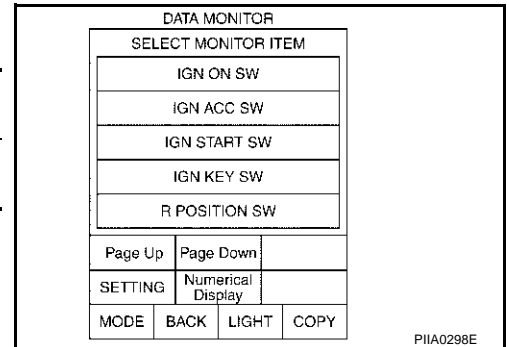 DATA MONITOR
SELECT MONITOR ITEM
IGN ON SW
IGN ACC SW
IGN START SW
IGN KEY SW
R POSITION SW
Page Up Page Down
SETTING Numerical
Display
MODE BACK LIGHT COPY
PIIA0298E